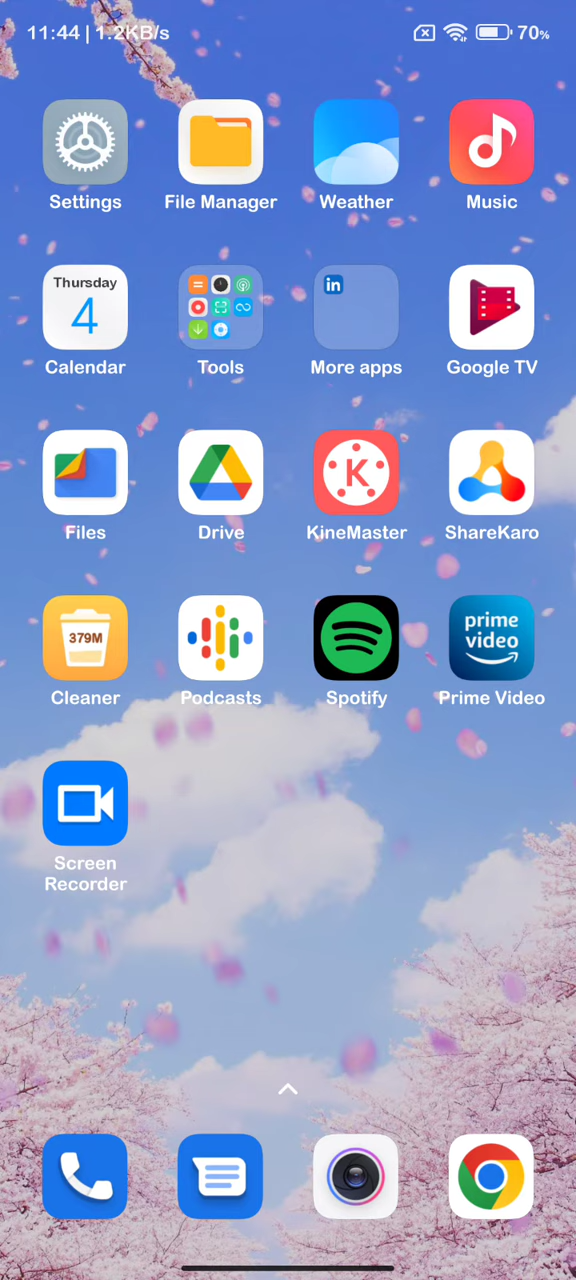 11:44 | 1.2KB/s
70%
Settings
File Manager
Weather
Music
Thursday
4
in
Calendar
Tools
More apps
Google TV
K
Files
Drive
KineMaster
ShareKaro
379M
prime
video
Cleaner
Podcasts
Spotify
Prime Video
Screen
Recorder